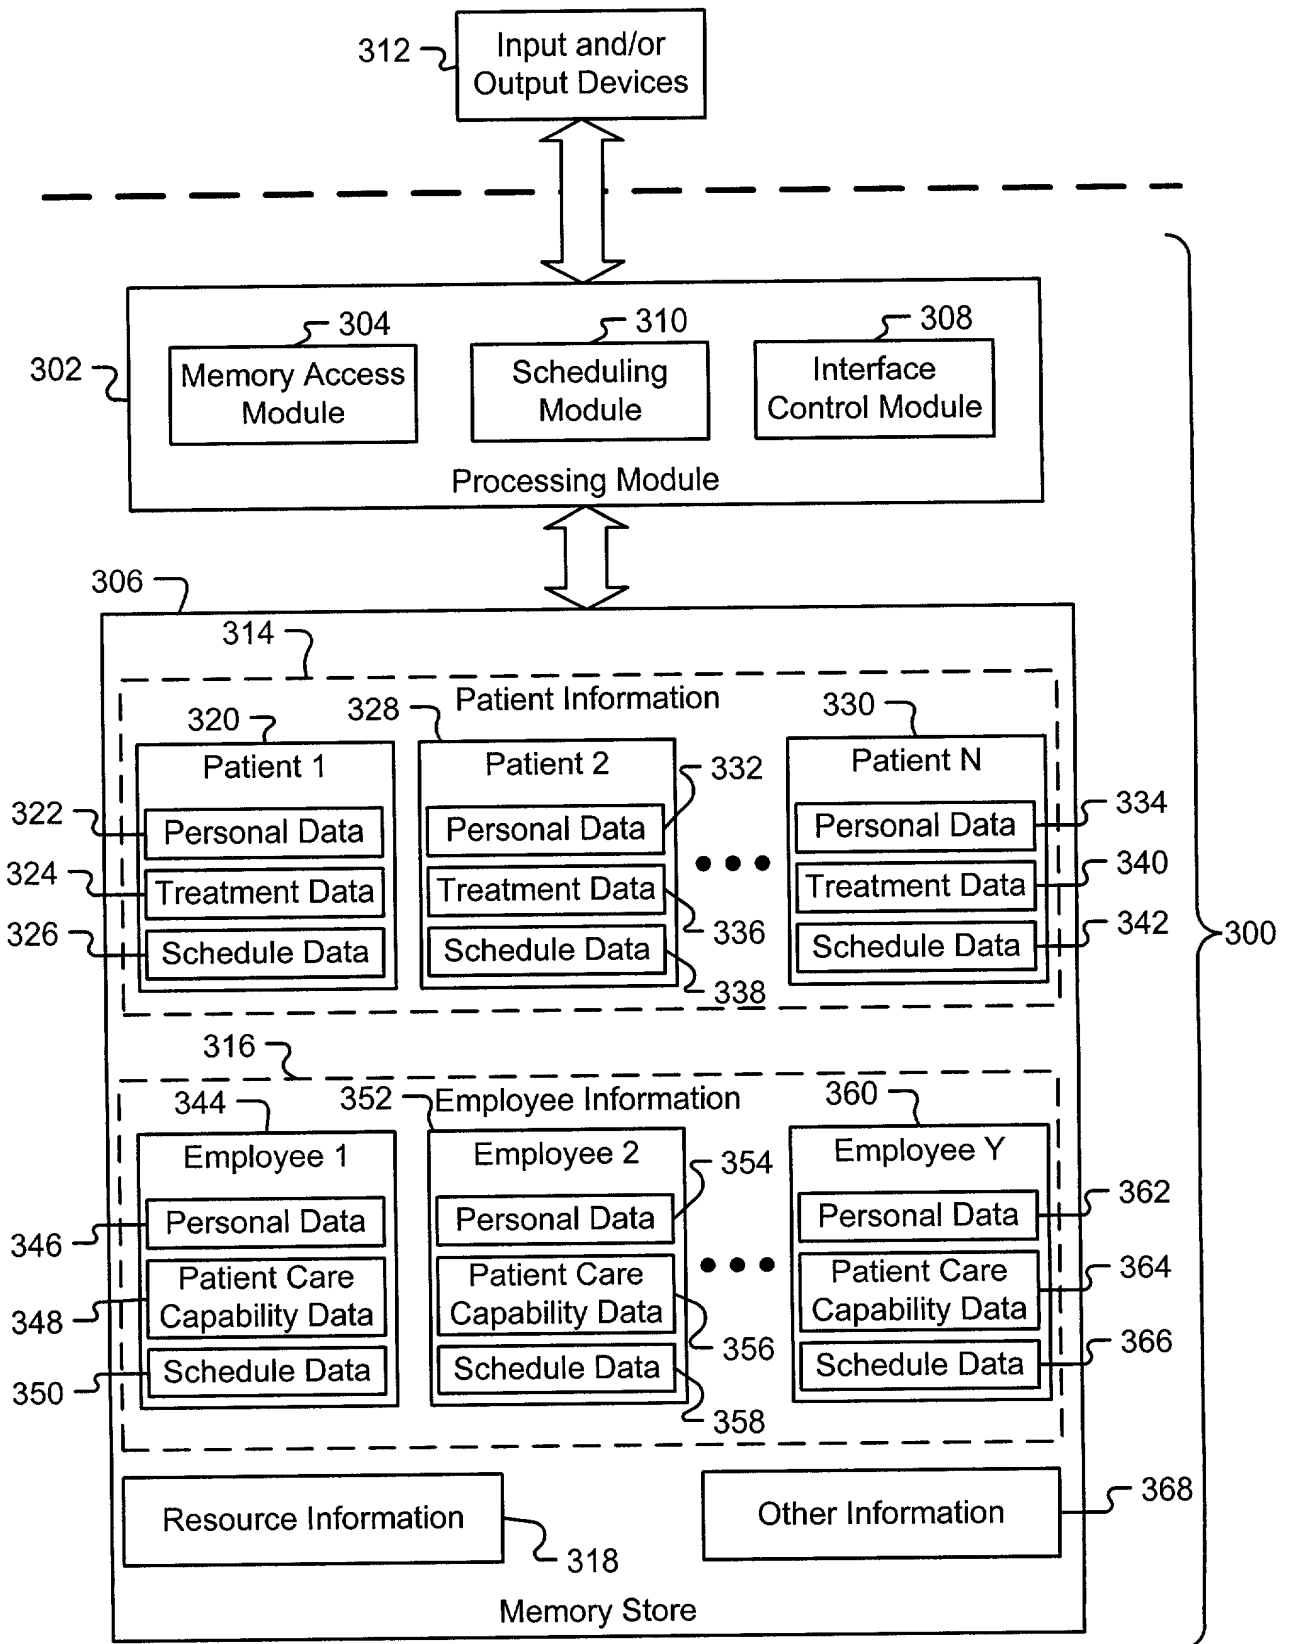 312
Input and/or
Output Devices
304
310
308
302
Memory Access
Module
Scheduling
Module
Interface
Control Module
Processing Module
306
314
Patient Information
320
328
330
Patient 1
Patient 2
Patient N
332
322
Personal Data
Personal Data
Personal Data
334
324
Treatment Data
Treatment Data
Treatment Data
340
336
326
Schedule Data
Schedule Data
Schedule Data
342
338
300
316
Employee Information
344
352
360
Employee 1
Employee 2
Employee Y
354
346
Personal Data
Personal Data
Personal Data
362
348
Patient Care
Capability Data
Patient Care
Capability Data
Patient Care
Capability Data
364
356
350
Schedule Data
Schedule Data
Schedule Data
366
358
Resource Information
318
Other Information
368
Memory Store